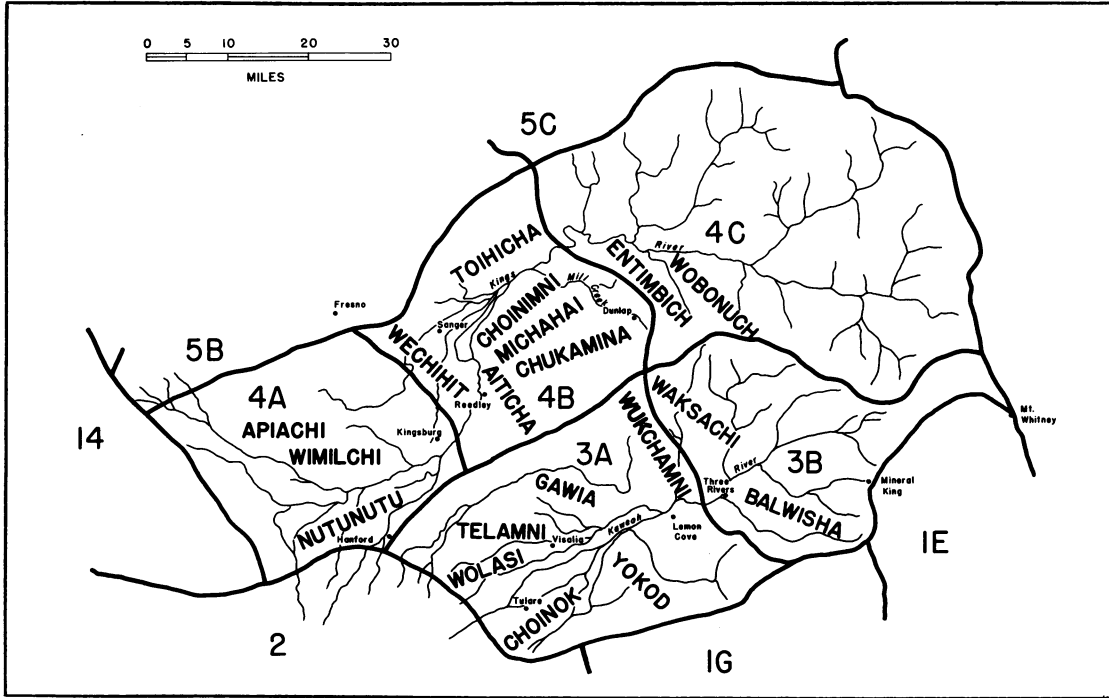 0 5 10 20 30
MILES
5C
4C
TOIHICHA
Kings
River
ENTIMBICH
WOBONUCH
Mill Creek
Dunlap
CHOINIMNI
MICHAHAI
CHUKAMINA
Fresno
Sanger
WECHIHIT
AITICHA
Reedley
4B
5B
4A
APIACHI
WIMILCHI
Kingsburg
14
NUTUNUTU
Hanford
Mt. Whitney
WAKSACHI
WUKCHAMNI
3A
GAWIA
River
Three Rivers
3B
Mineral King
BALWISHA
TELAMNI
Visalia
Kaweah
Lemon Cove
WOLASI
YOKOD
1E
Tulare
CHOINOK
2
1G